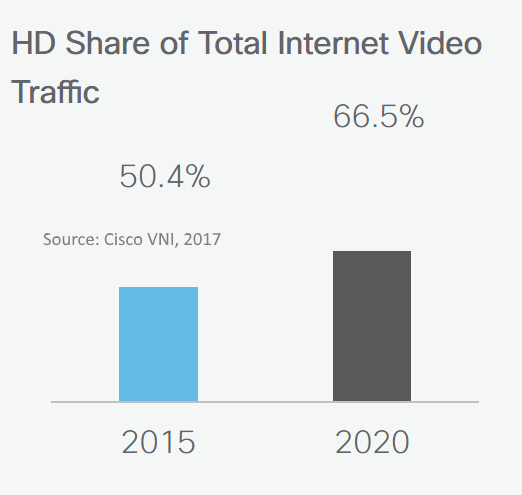 HD Share of Total Internet Video
Traffic
66.5%
50.4%
Source: Cisco VNI, 2017
2015
2020